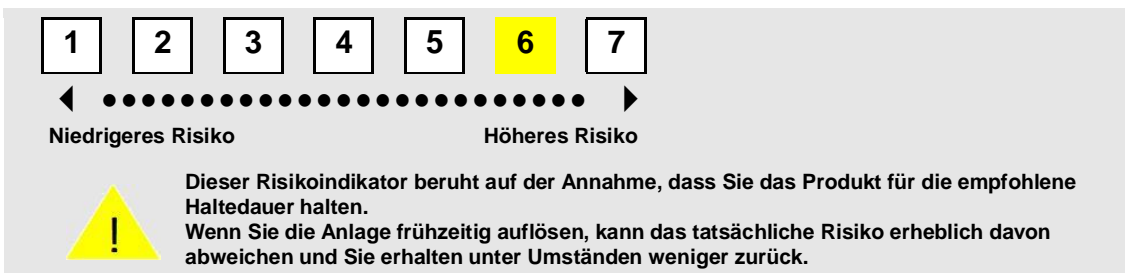 1 2 3 4 5 6 7
Niedrigeres Risiko Höheres Risiko
Dieser Risikoindikator beruht auf der Annahme, dass Sie das Produkt für die empfohlene
Haltedauer halten.
! Wenn Sie die Anlage frühzeitig auflösen, kann das tatsächliche Risiko erheblich davon
abweichen und Sie erhalten unter Umständen weniger zurück.